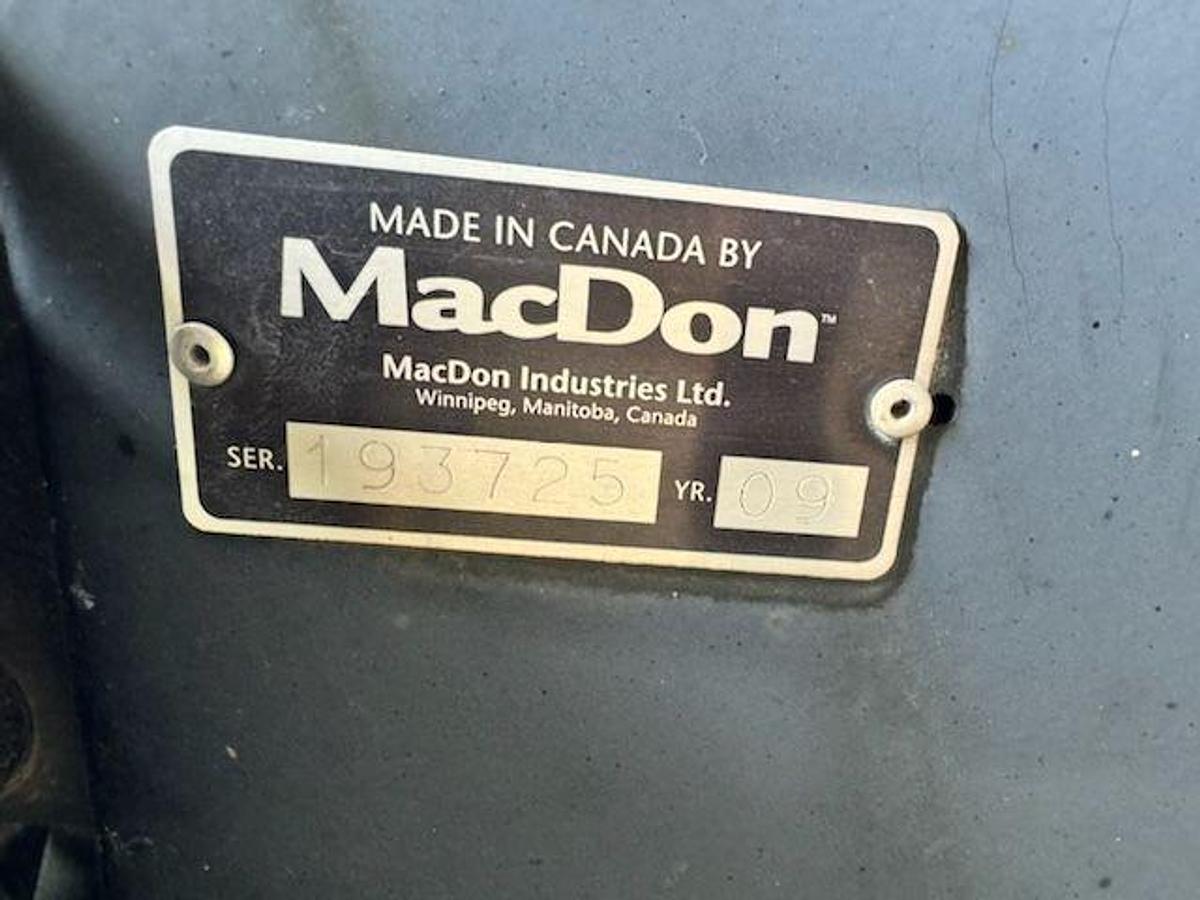 MADE IN CANADA BY
MacDon™
MacDon Industries Ltd.
Winnipeg, Manitoba, Canada
SER. 193725 YR. 09